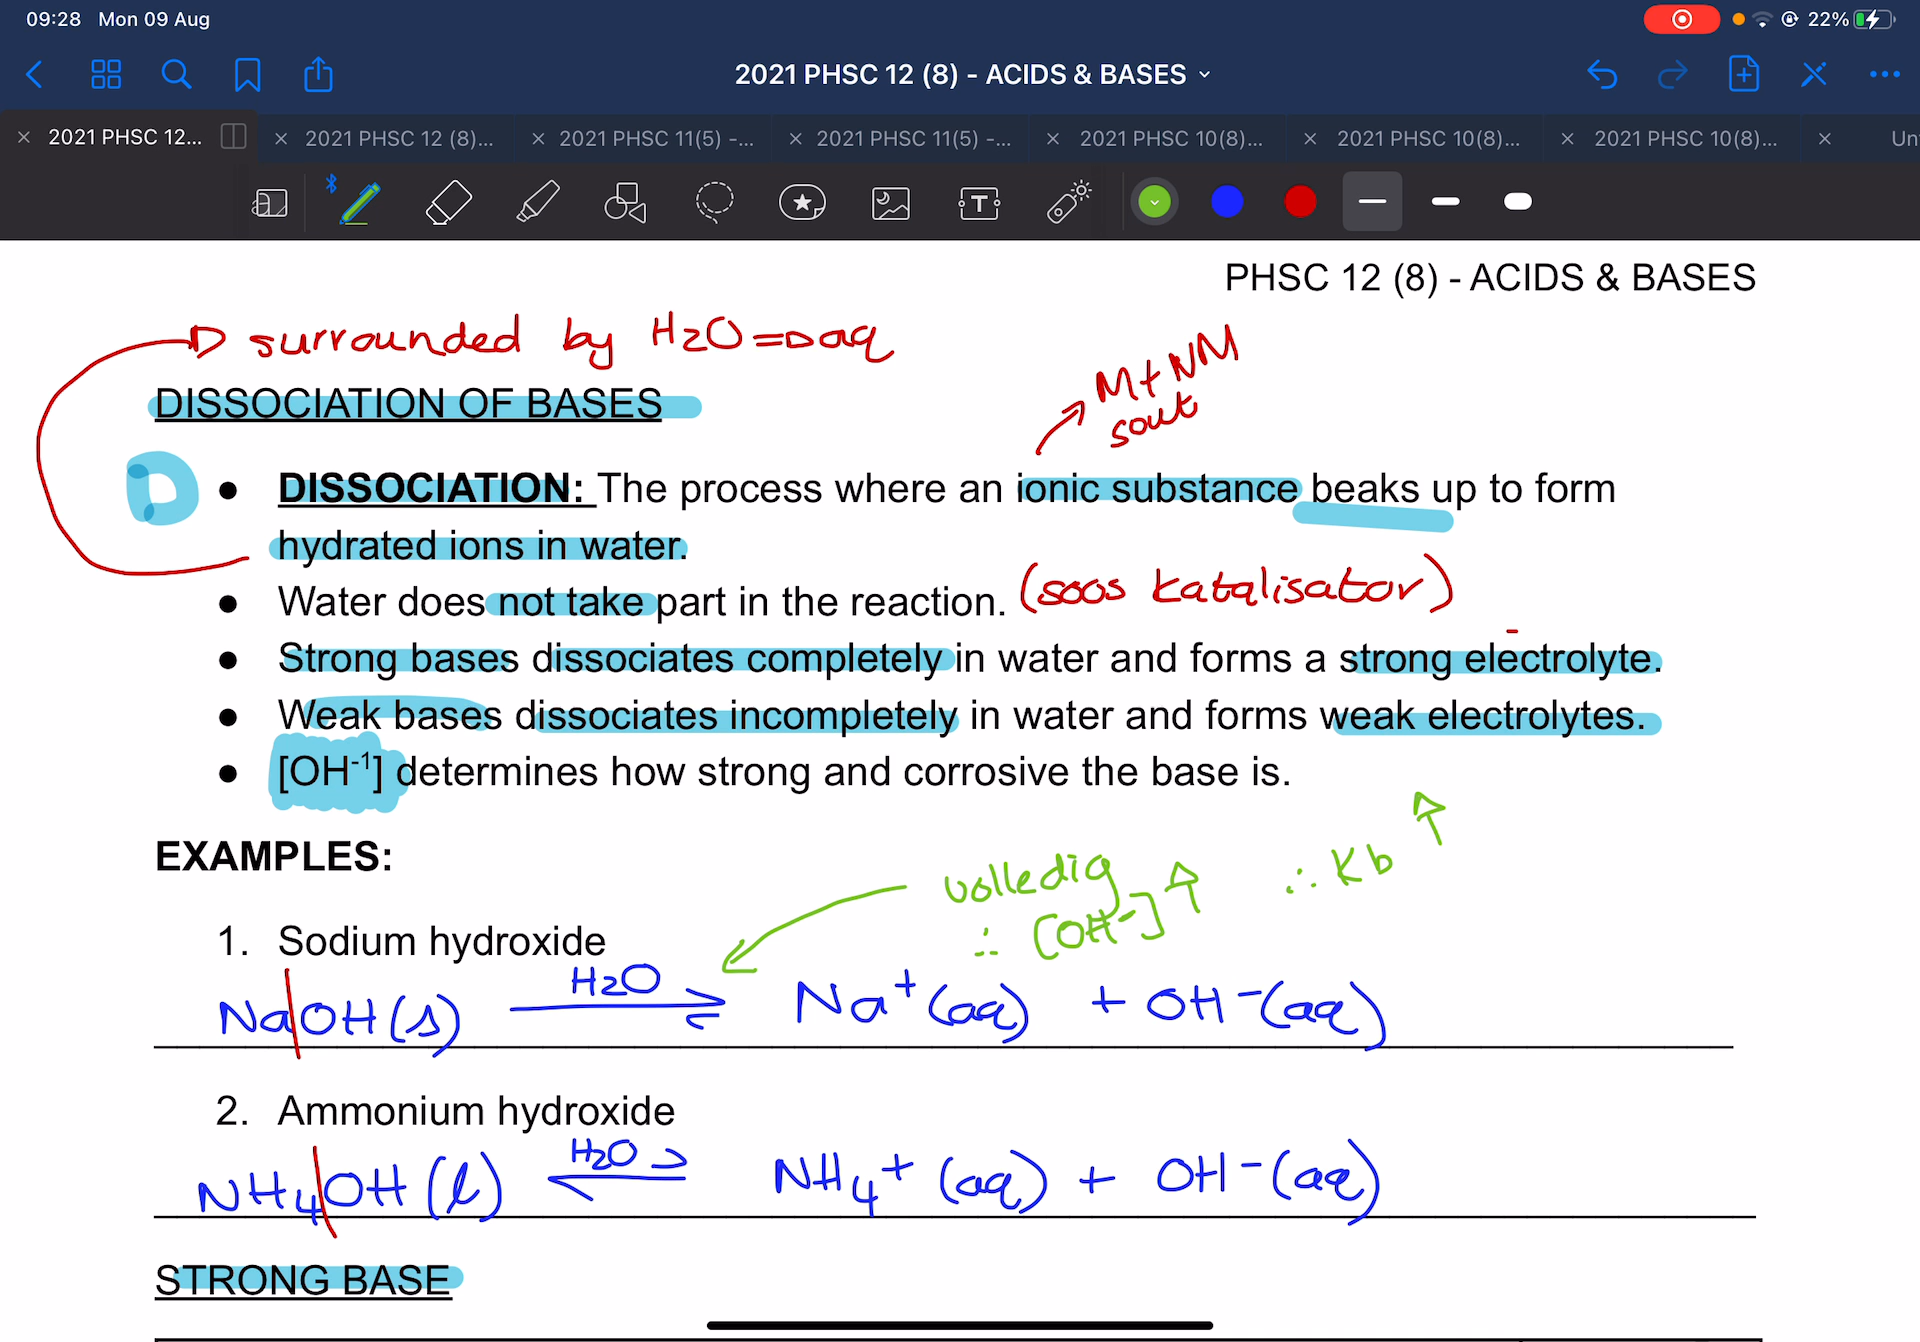 09:28 Mon 09 Aug
22%
2021 PHSC 12 (8) - ACIDS & BASES
2021 PHSC 12... 2021 PHSC 12 (8)... 2021 PHSC 11(5) -... 2021 PHSC 11(5) -... 2021 PHSC 10(8)... 2021 PHSC 10(8)... 2021 PHSC 10(8)... Un
PHSC 12 (8) - ACIDS & BASES
surrounded by H2O ⇒ aq
M+NM
sout
DISSOCIATION OF BASES
D
● DISSOCIATION: The process where an ionic substance beaks up to form
hydrated ions in water.
● Water does not take part in the reaction. (soos katalisator)
● Strong bases dissociates completely in water and forms a strong electrolyte.
● Weak bases dissociates incompletely in water and forms weak electrolytes.
● [OH⁻¹] determines how strong and corrosive the base is.
EXAMPLES:
volledig
∴ [OH⁻] ↑ ∴ Kb ↑
1. Sodium hydroxide
NaOH(s) H2O ⇌ Na⁺(aq) + OH⁻(aq)
2. Ammonium hydroxide
NH₄OH(l) H2O ⇌ NH₄⁺(aq) + OH⁻(aq)
STRONG BASE